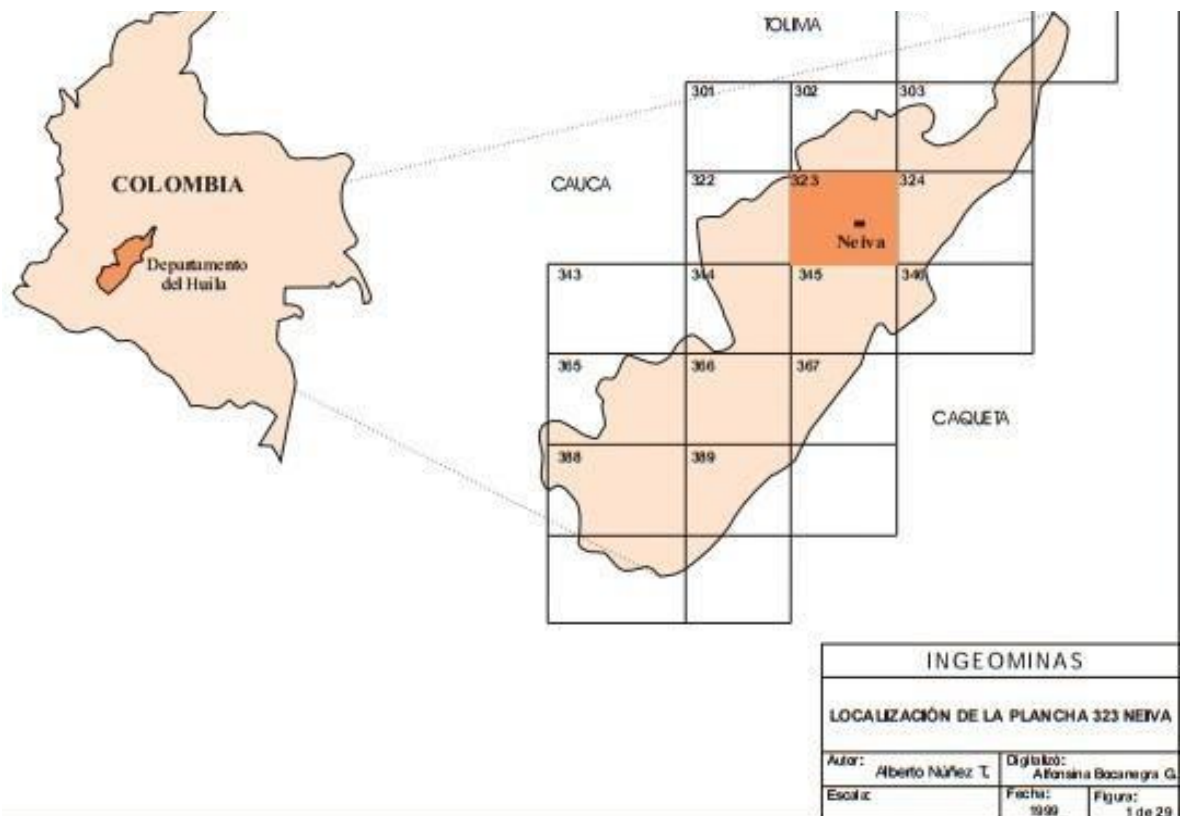 TOLIMA
301
302
303
COLOMBIA
CAUCA
322
323
324
Neiva
Departamento
del Huila
343
344
345
346
365
366
367
CAQUETA
388
389
INGEOMINAS
LOCALIZACIÓN DE LA PLANCHA 323 NEIVA
Autor:
Alberto Núñez T.
Digitalizó:
Alfonsina Bocanegra G.
Escala:
Fecha:
1999
Figura:
1 de 29